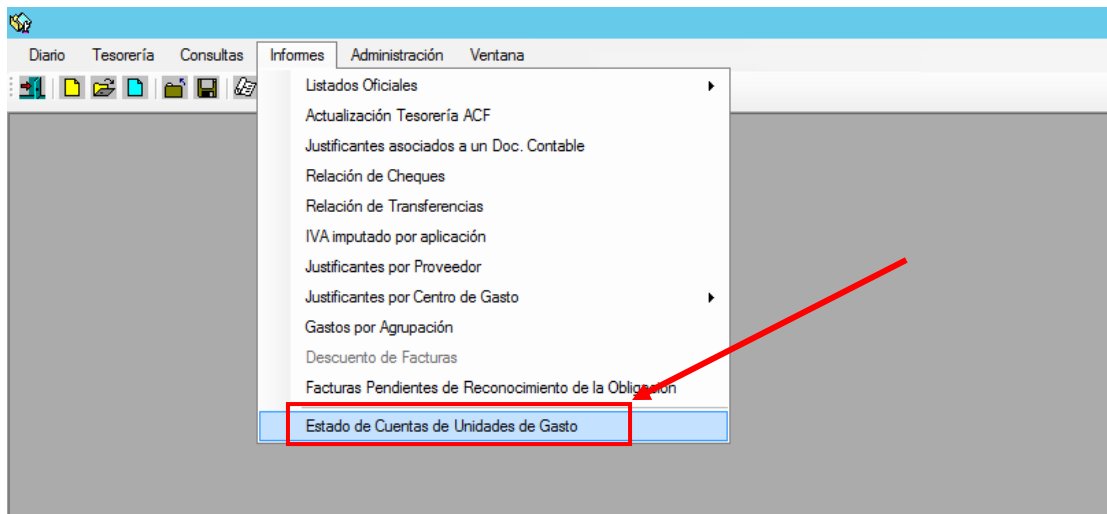 Diario Tesorería Consultas Informes Administración Ventana
Listados Oficiales
Actualización Tesorería ACF
Justificantes asociados a un Doc. Contable
Relación de Cheques
Relación de Transferencias
IVA imputado por aplicación
Justificantes por Proveedor
Justificantes por Centro de Gasto
Gastos por Agrupación
Descuento de Facturas
Facturas Pendientes de Reconocimiento de la Obligación
Estado de Cuentas de Unidades de Gasto